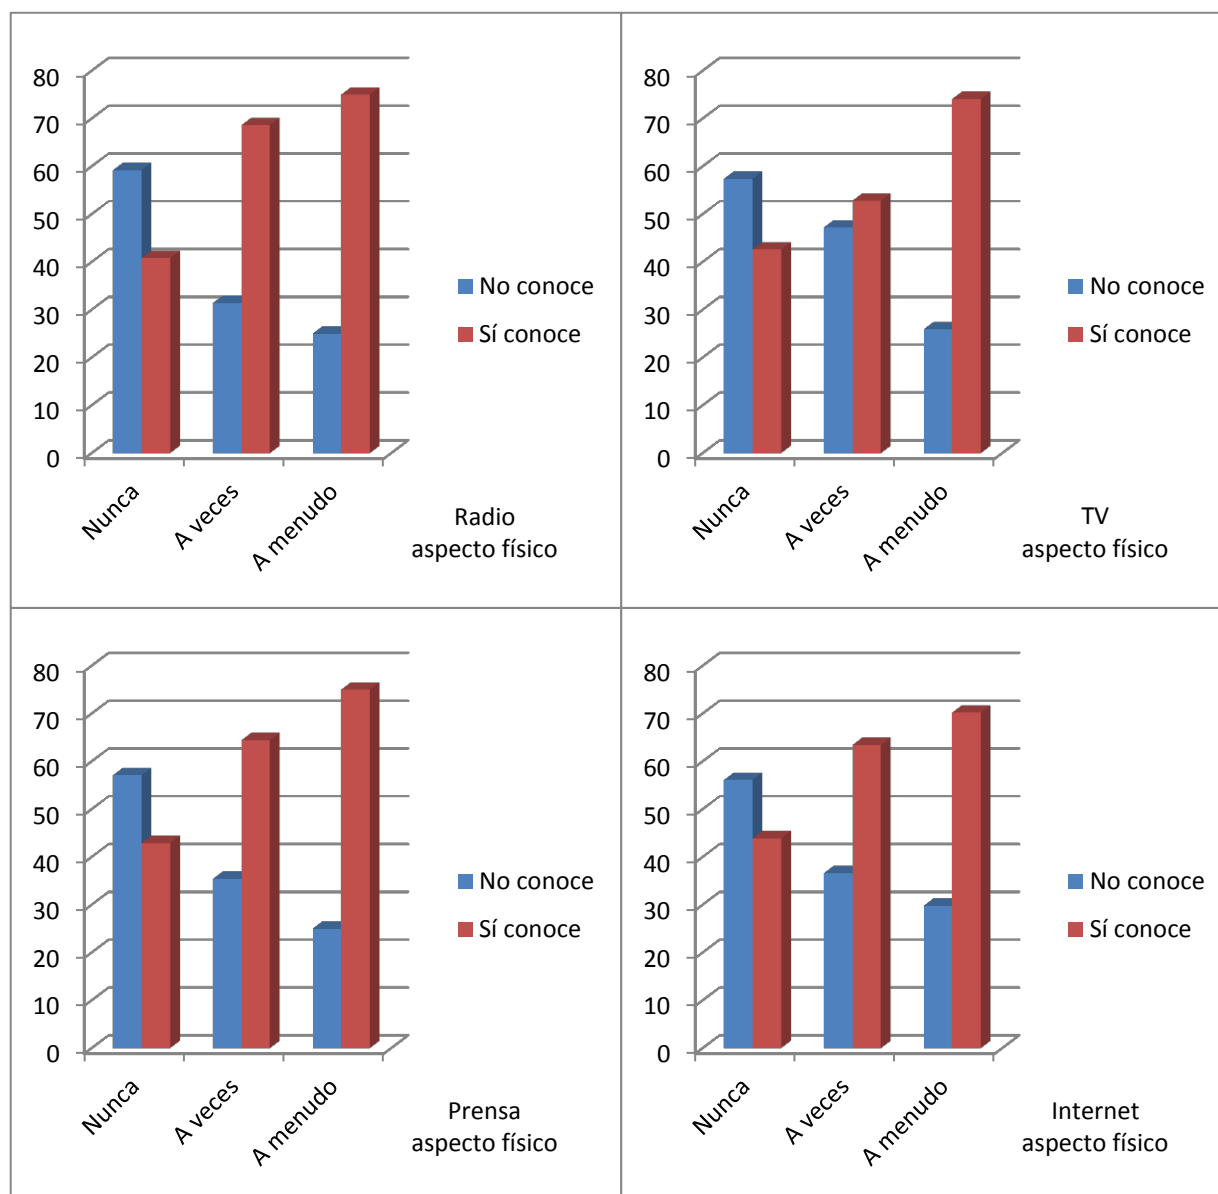 80
70
60
50
40
30
20
10
0
Nunca
A veces
A menudo
No conoce
Sí conoce
Radio
aspecto físico
80
70
60
50
40
30
20
10
0
Nunca
A veces
A menudo
No conoce
Sí conoce
TV
aspecto físico
80
70
60
50
40
30
20
10
0
Nunca
A veces
A menudo
No conoce
Sí conoce
Prensa
aspecto físico
80
70
60
50
40
30
20
10
0
Nunca
A veces
A menudo
No conoce
Sí conoce
Internet
aspecto físico